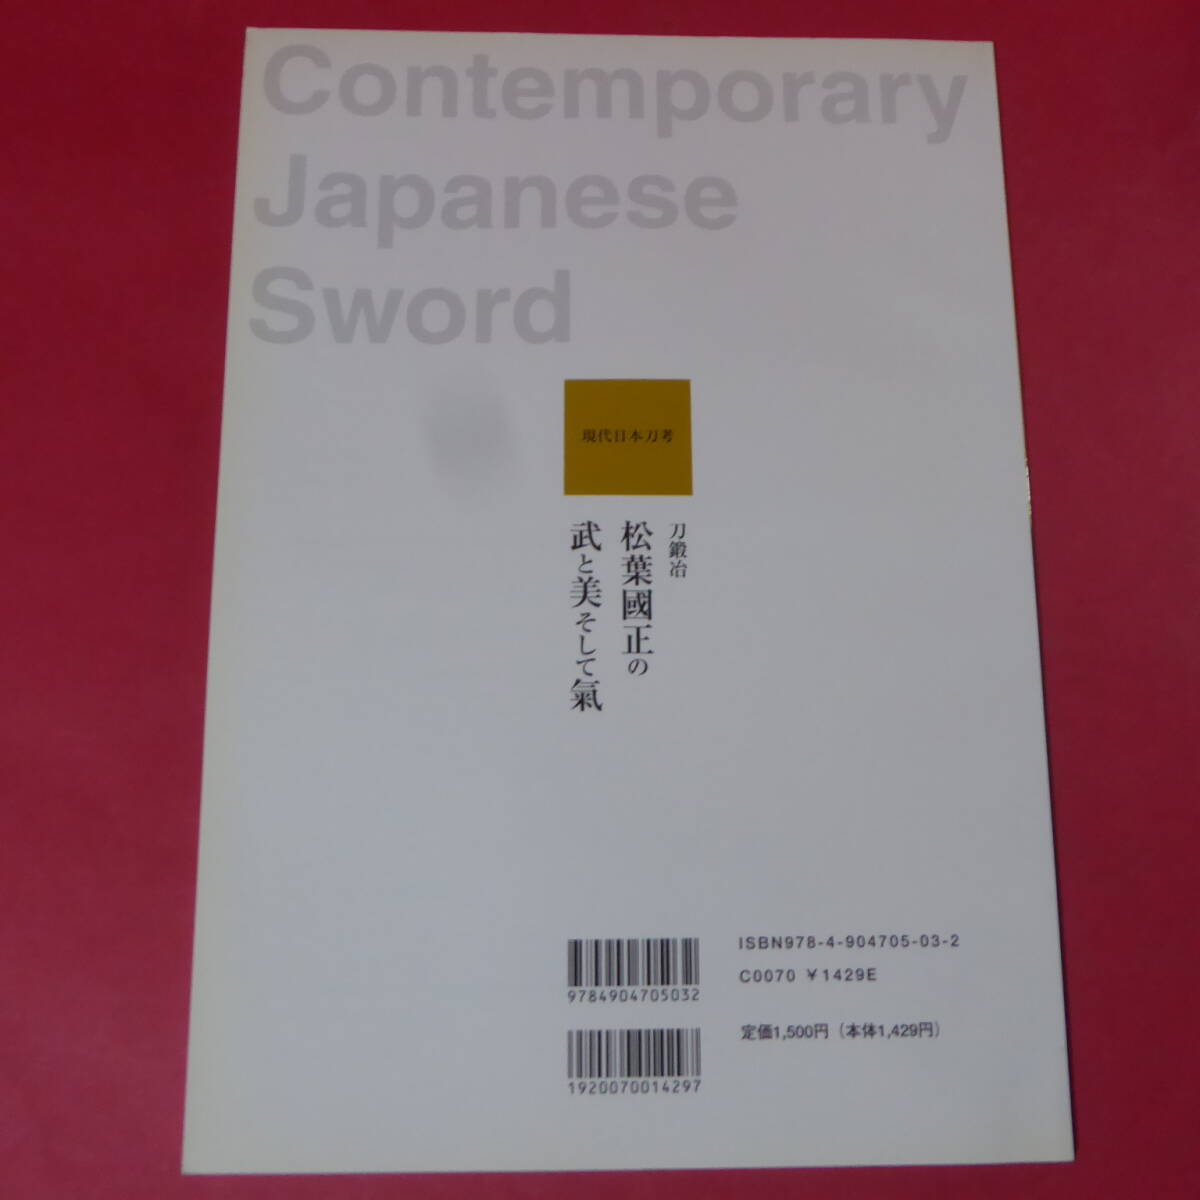 Contemporary
Japanese
Sword
現代日本刀考
刀鍛冶
松葉國正の
武と美そして氣
ISBN978-4-904705-03-2
C0070 ¥1429E
9784904705032
定価1,500円(本体1,429円)
1920070014297